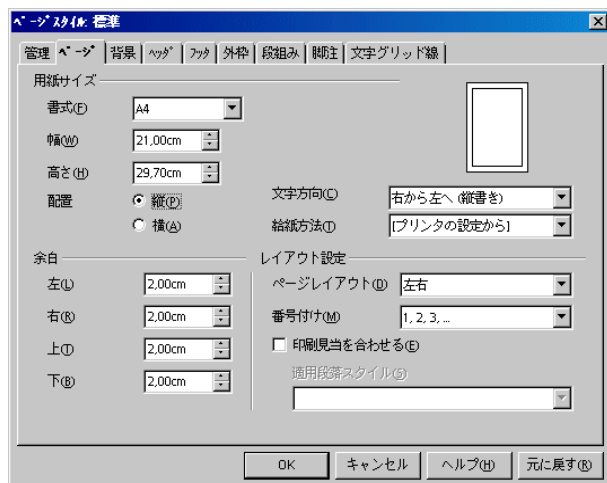 ページスタイル: 標準
管理 ページ 背景 ヘッダ フッタ 外枠 段組み 脚注 文字グリッド線
用紙サイズ
書式(F) A4
幅(W) 21,00cm
高さ(H) 29,70cm
配置 縦(P) 文字方向(C) 右から左へ (縦書き)
横(A) 給紙方法(T) [プリンタの設定から]
余白 レイアウト設定
左(L) 2,00cm ページレイアウト(D) 左右
右(R) 2,00cm 番号付け(M) 1, 2, 3, ...
上(T) 2,00cm 印刷見当を合わせる(E)
適用段落スタイル(S)
下(B) 2,00cm
OK キャンセル ヘルプ(H) 元に戻す(R)